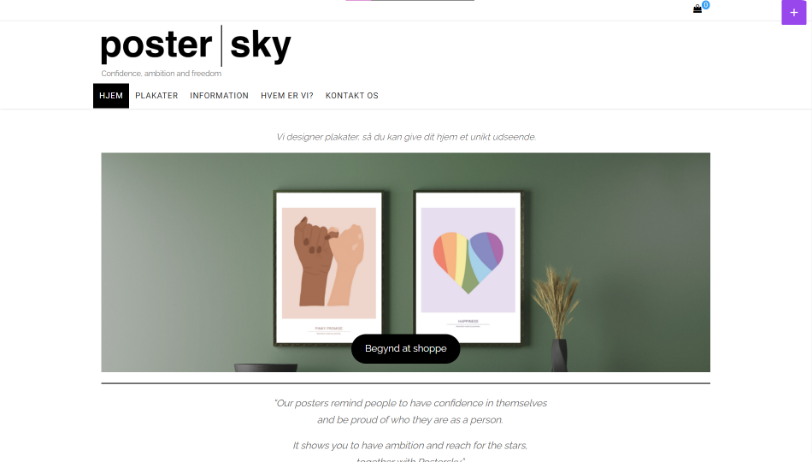 0
+
poster|sky
Confidence, ambition and freedom
HJEM PLAKATER INFORMATION HVEM ER VI? KONTAKT OS
Vi designer plakater, så du kan give dit hjem et unikt udseende.
PINKY PROMISE
HAPPINESS
Begynd at shoppe
"Our posters remind people to have confidence in themselves
and be proud of who they are as a person.
It shows you to have ambition and reach for the stars,
together with Postersky"